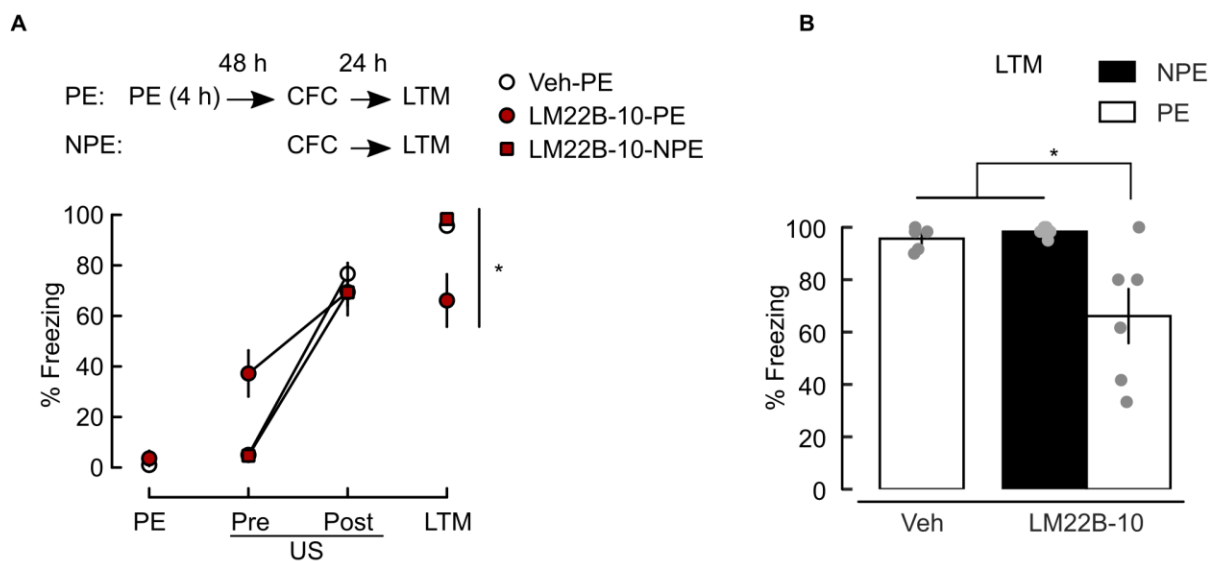 A
48 h 24 h
PE: PE (4 h) CFC LTM
NPE: CFC LTM
Veh-PE
LM22B-10-PE
LM22B-10-NPE
% Freezing
100
80
60
40
20
0
*
PE Pre Post LTM
US
B
LTM
NPE
PE
*
% Freezing
100
80
60
40
20
0
Veh LM22B-10